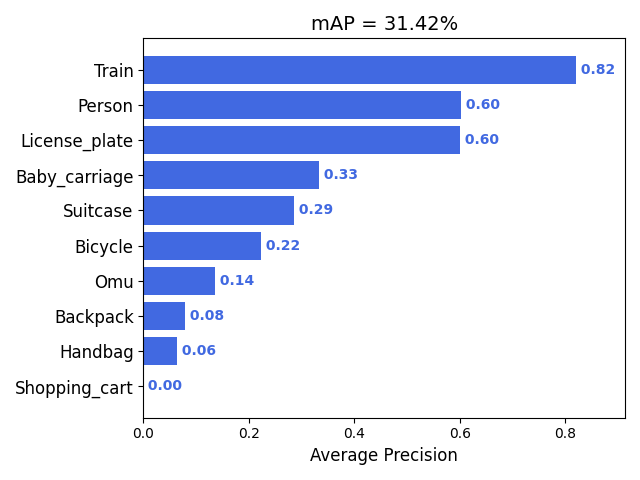 mAP = 31.42%
Train 0.82
Person 0.60
License_plate 0.60
Baby_carriage 0.33
Suitcase 0.29
Bicycle 0.22
Omu 0.14
Backpack 0.08
Handbag 0.06
Shopping_cart 0.00
0.0 0.2 0.4 0.6 0.8
Average Precision